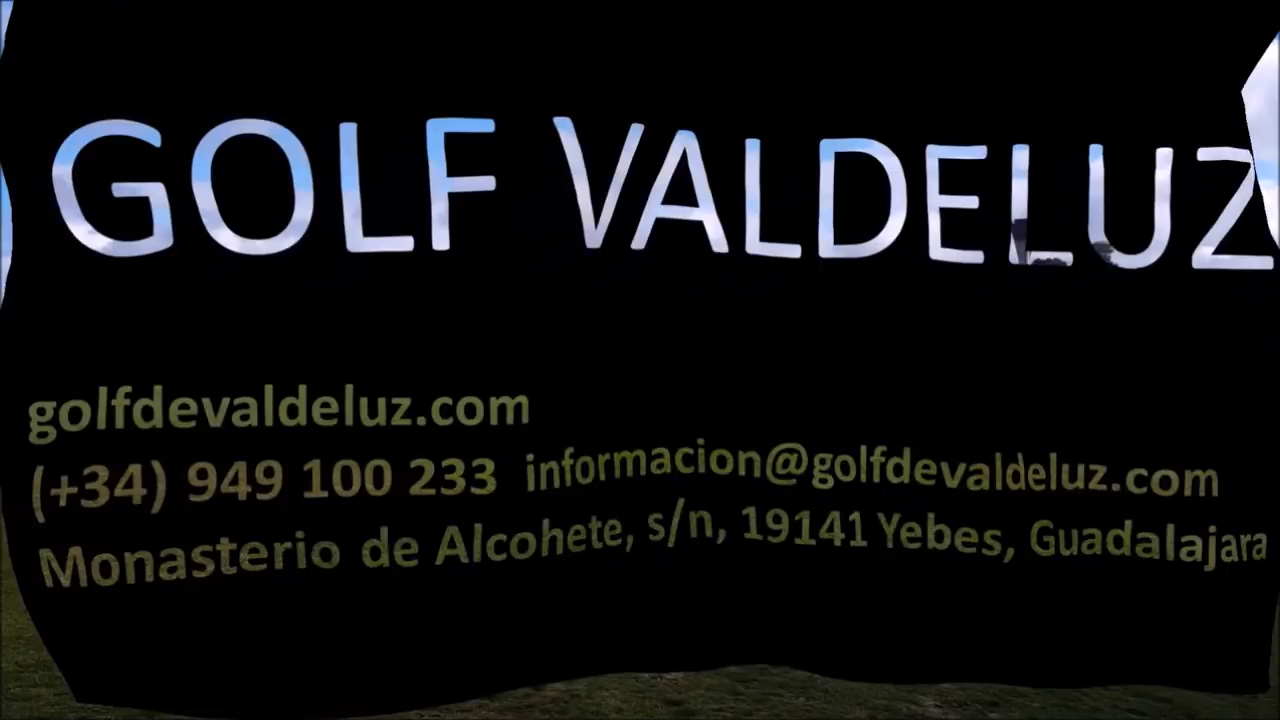 GOLF VALDELUZ
golfdevaldeluz.com
(+34) 949 100 233 informacion@golfdevaldeluz.com
Monasterio de Alcohete, s/n, 19141 Yebes, Guadalajara